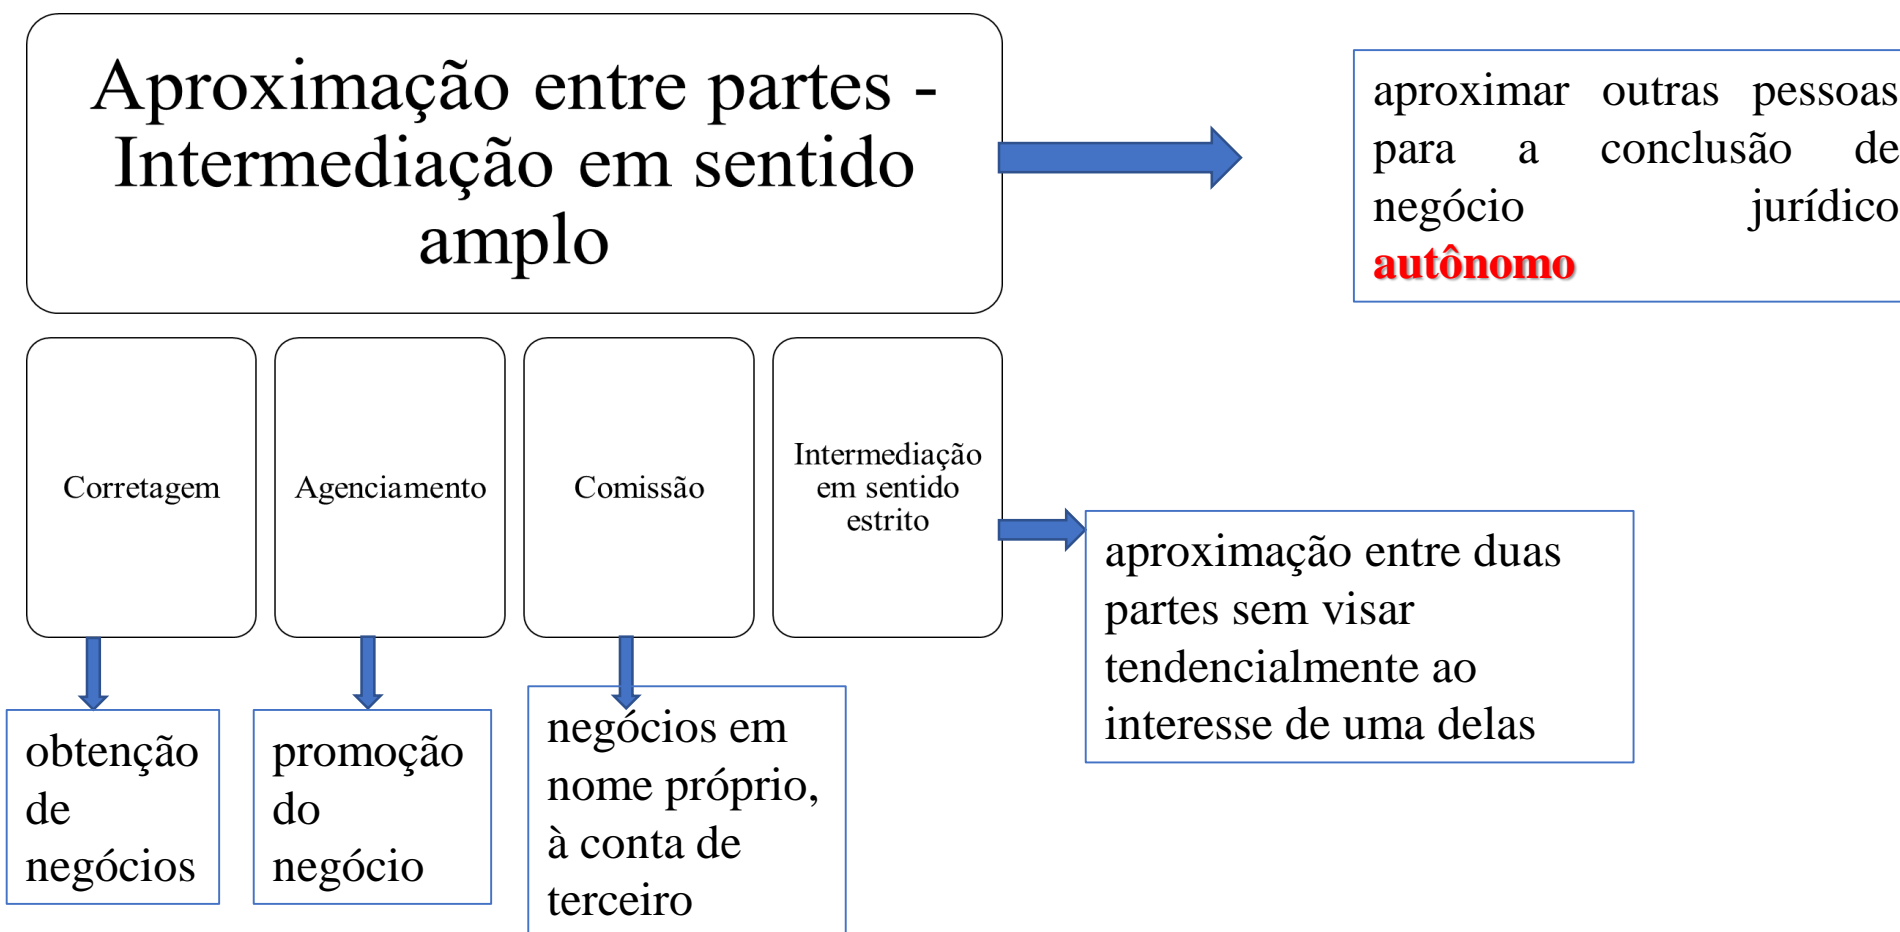 Aproximação entre partes -
Intermediação em sentido
amplo
aproximar outras pessoas
para a conclusão de
negócio jurídico
autônomo
Corretagem
Agenciamento
Comissão
Intermediação
em sentido
estrito
aproximação entre duas
partes sem visar
tendencialmente ao
interesse de uma delas
obtenção
de
negócios
promoção
do
negócio
negócios em
nome próprio,
à conta de
terceiro